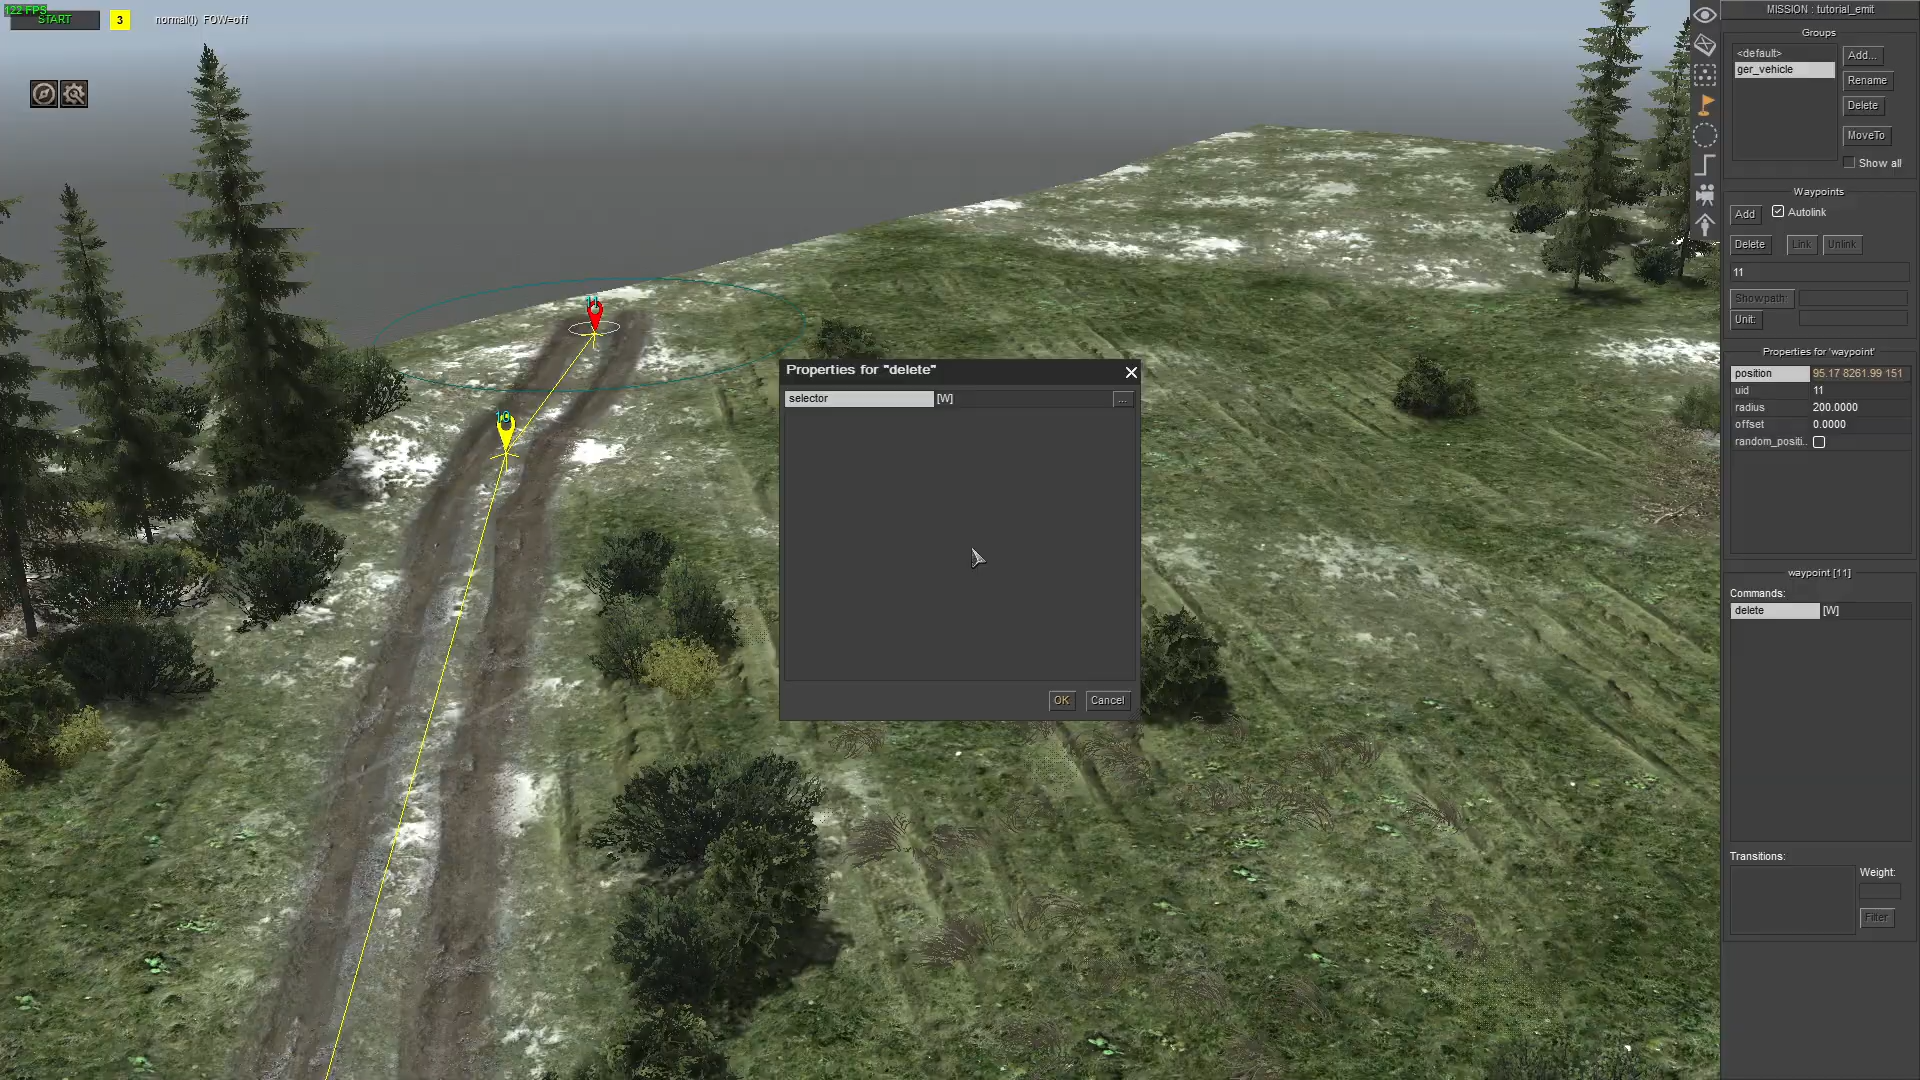 122 FPS
START
3
normal(l) FOW=off
11
10
Properties for "delete"
selector [W] ...
OK Cancel
MISSION : tutorial_emit
Groups
<default>
ger_vehicle
Add...
Rename
Delete
MoveTo
Show all
Waypoints
Add Autolink
Delete Link Unlink
11
Showpath:
Unit:
Properties for 'waypoint'
position 95.17 8261.99 151
uid 11
radius 200.0000
offset 0.0000
random_positi..
waypoint [11]
Commands:
delete [W]
Transitions:
Weight:
Filter